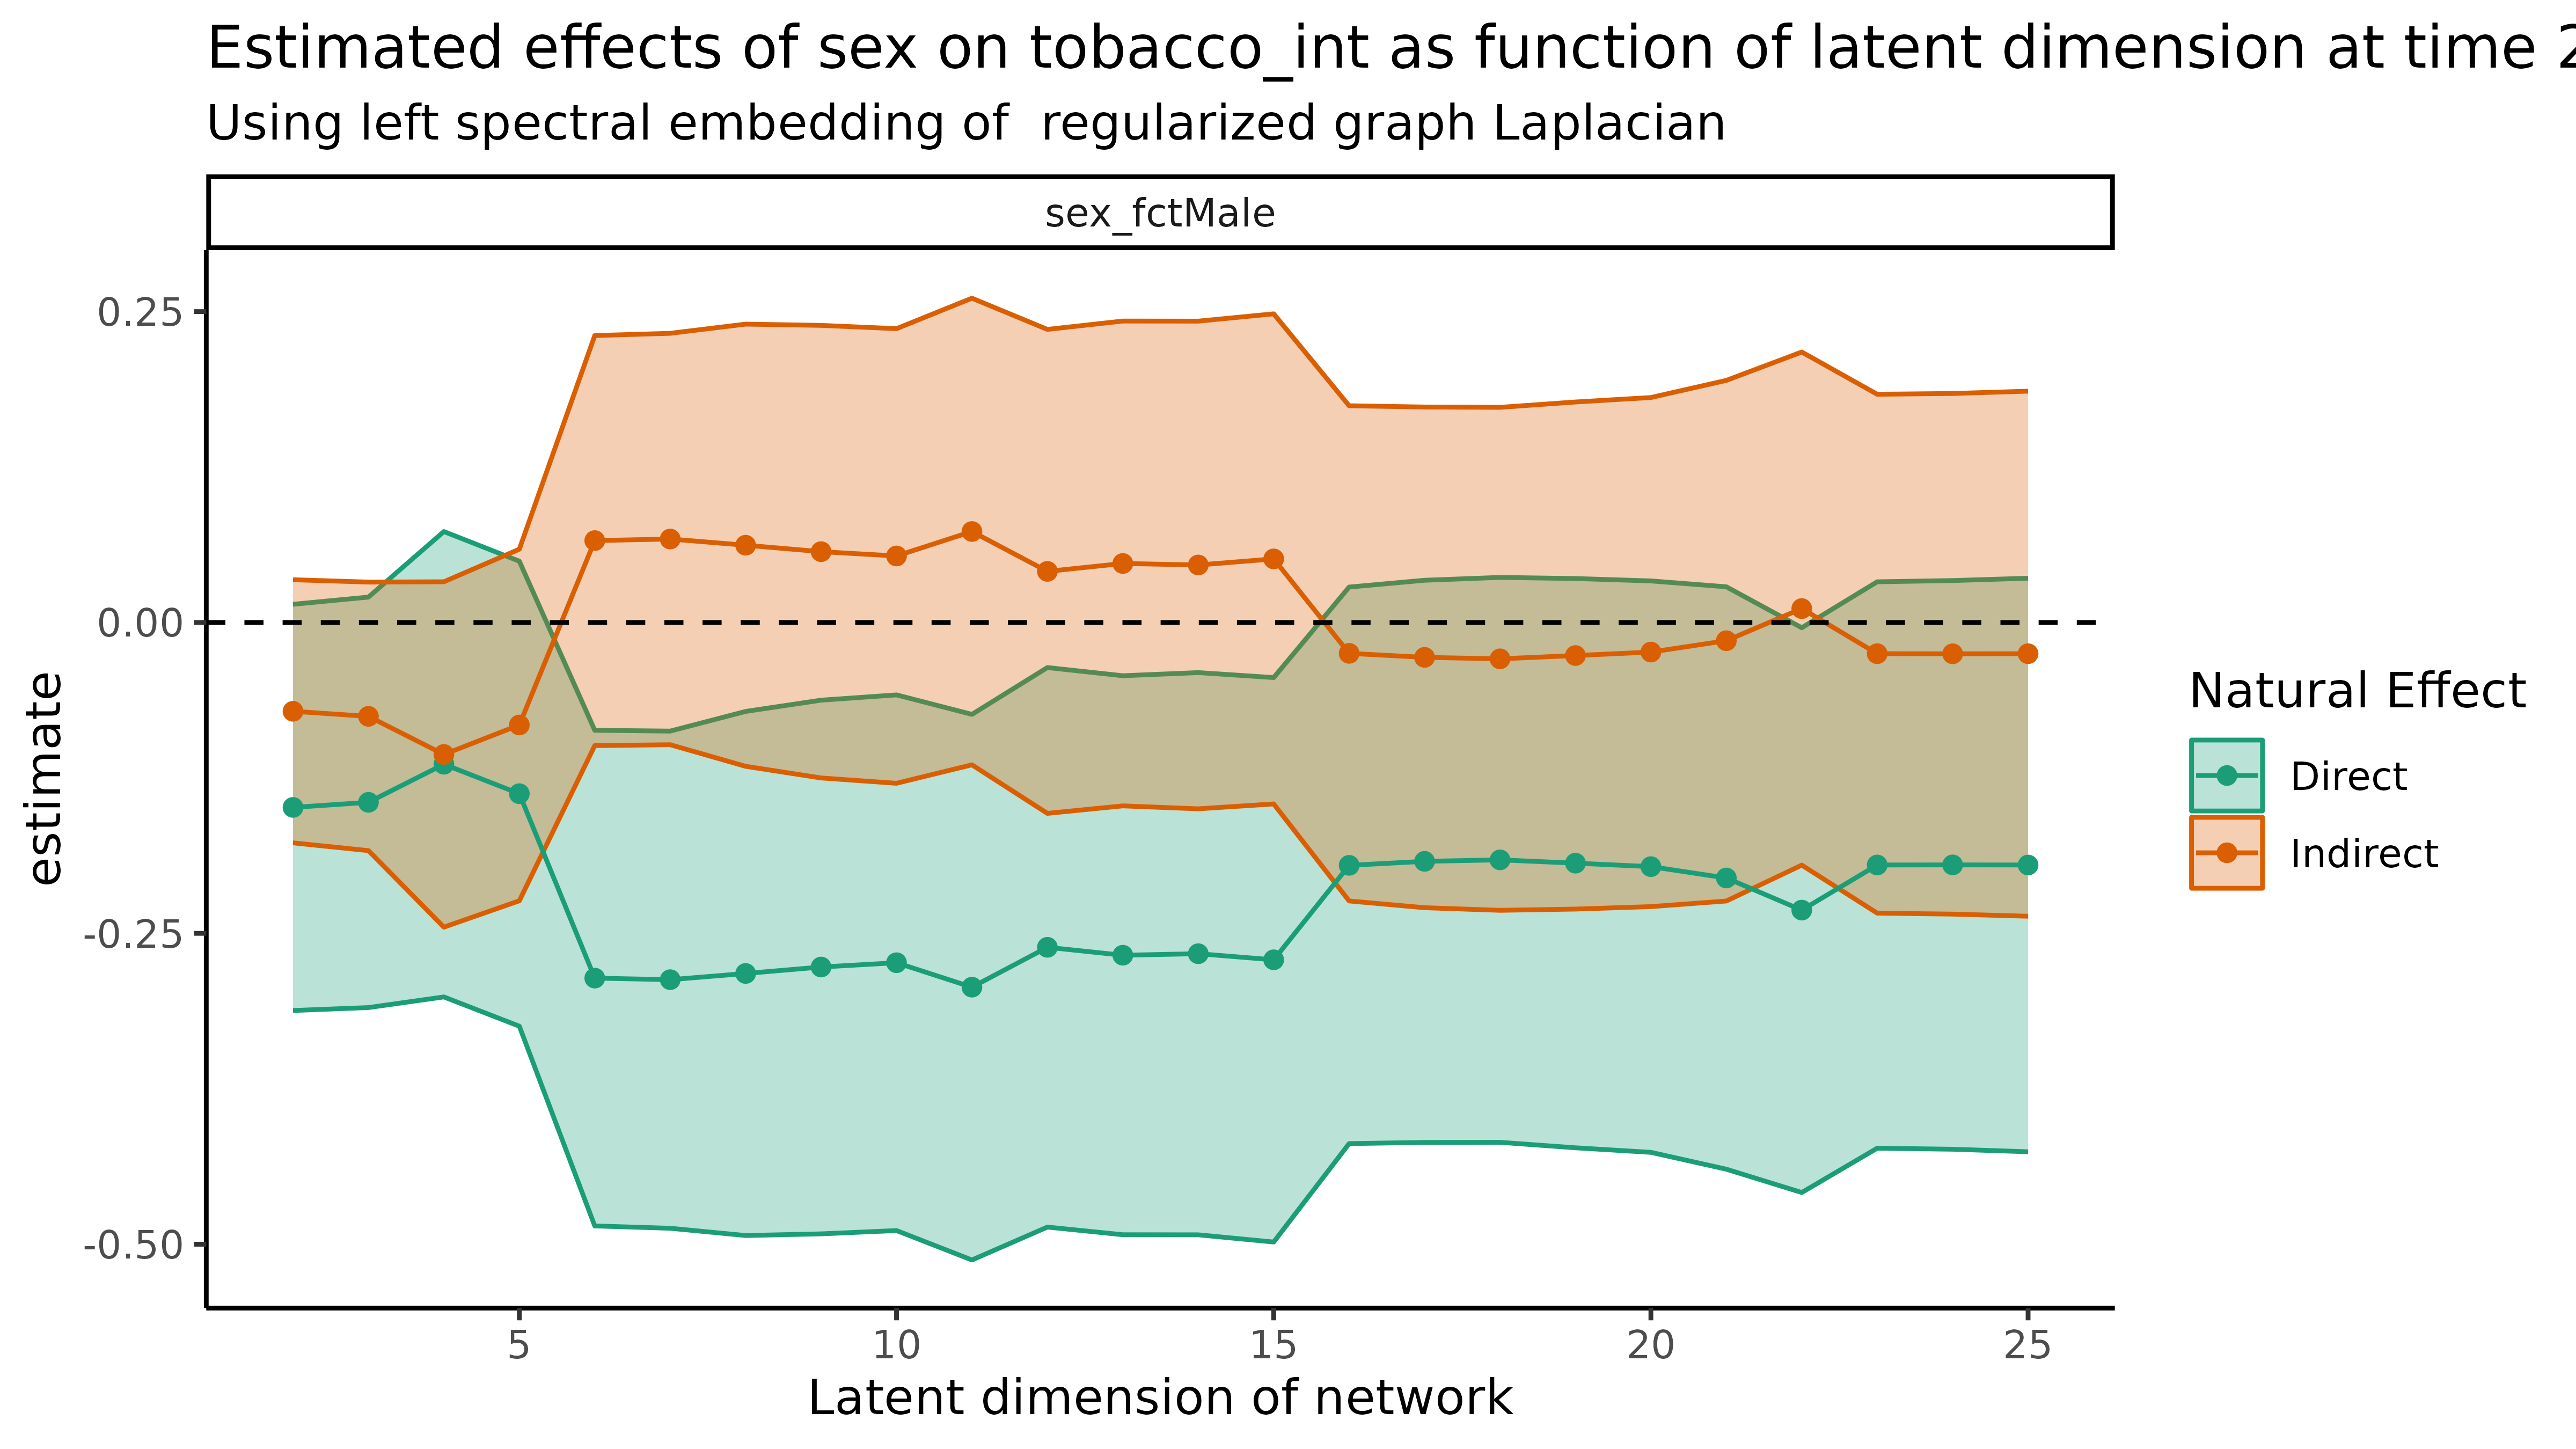 Estimated effects of sex on tobacco_int as function of latent dimension at time 2
Using left spectral embedding of  regularized graph Laplacian
sex_fctMale
0.25
0.00
-0.25
-0.50
estimate
5 10 15 20 25
Latent dimension of network
Natural Effect
Direct
Indirect